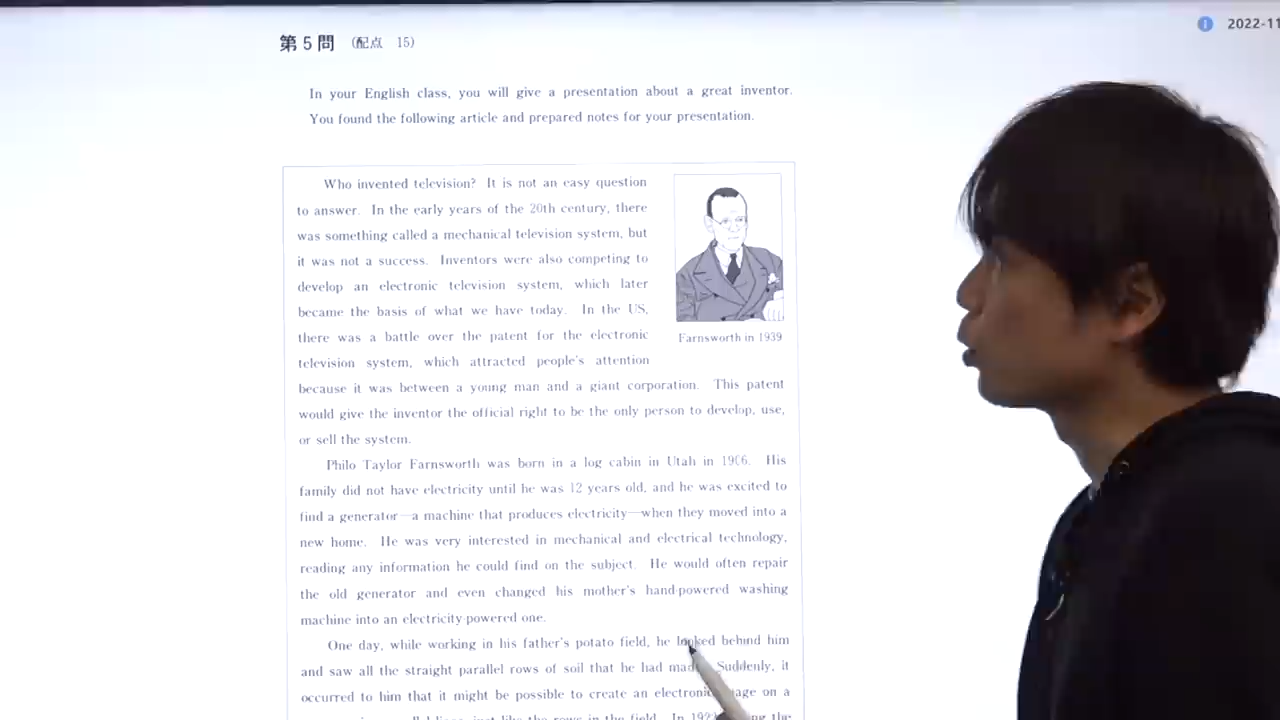 2022-11
第5問 (配点 15)
In your English class, you will give a presentation about a great inventor.
You found the following article and prepared notes for your presentation.
Who invented television? It is not an easy question
to answer. In the early years of the 20th century, there
was something called a mechanical television system, but
it was not a success. Inventors were also competing to
develop an electronic television system, which later
became the basis of what we have today. In the US,
there was a battle over the patent for the electronic
television system, which attracted people's attention
because it was between a young man and a giant corporation. This patent
would give the inventor the official right to be the only person to develop, use,
or sell the system.
Farnsworth in 1939
Philo Taylor Farnsworth was born in a log cabin in Utah in 1906. His
family did not have electricity until he was 12 years old, and he was excited to
find a generator—a machine that produces electricity—when they moved into a
new home. He was very interested in mechanical and electrical technology,
reading any information he could find on the subject. He would often repair
the old generator and even changed his mother's hand-powered washing
machine into an electricity-powered one.
One day, while working in his father's potato field, he looked behind him
and saw all the straight parallel rows of soil that he had made. Suddenly, it
occurred to him that it might be possible to create an electronic on a
just like the rows in the field. In the